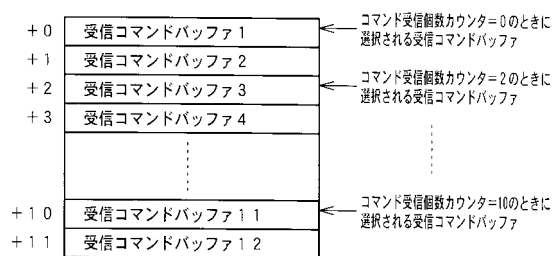 +0 受信コマンドバッファ1
コマンド受信個数カウンタ=0のときに
選択される受信コマンドバッファ
+1 受信コマンドバッファ2
+2 受信コマンドバッファ3
コマンド受信個数カウンタ=2のときに
選択される受信コマンドバッファ
+3 受信コマンドバッファ4
+10 受信コマンドバッファ11
コマンド受信個数カウンタ=10のときに
選択される受信コマンドバッファ
+11 受信コマンドバッファ12